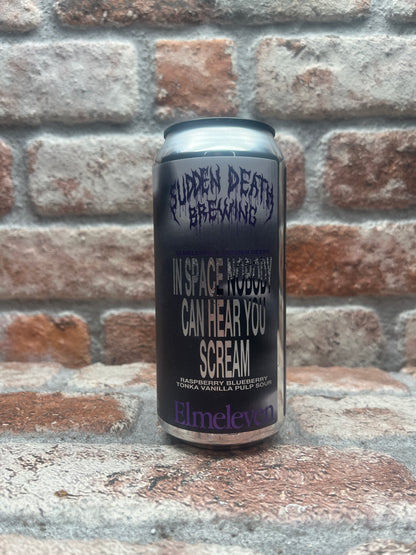 SUDDEN DEATH
BREWING
IN SPACE NOBODY
CAN HEAR YOU
SCREAM
RASPBERRY BLUEBERRY
TONKA VANILLA PULP SOUR
Elmeleven